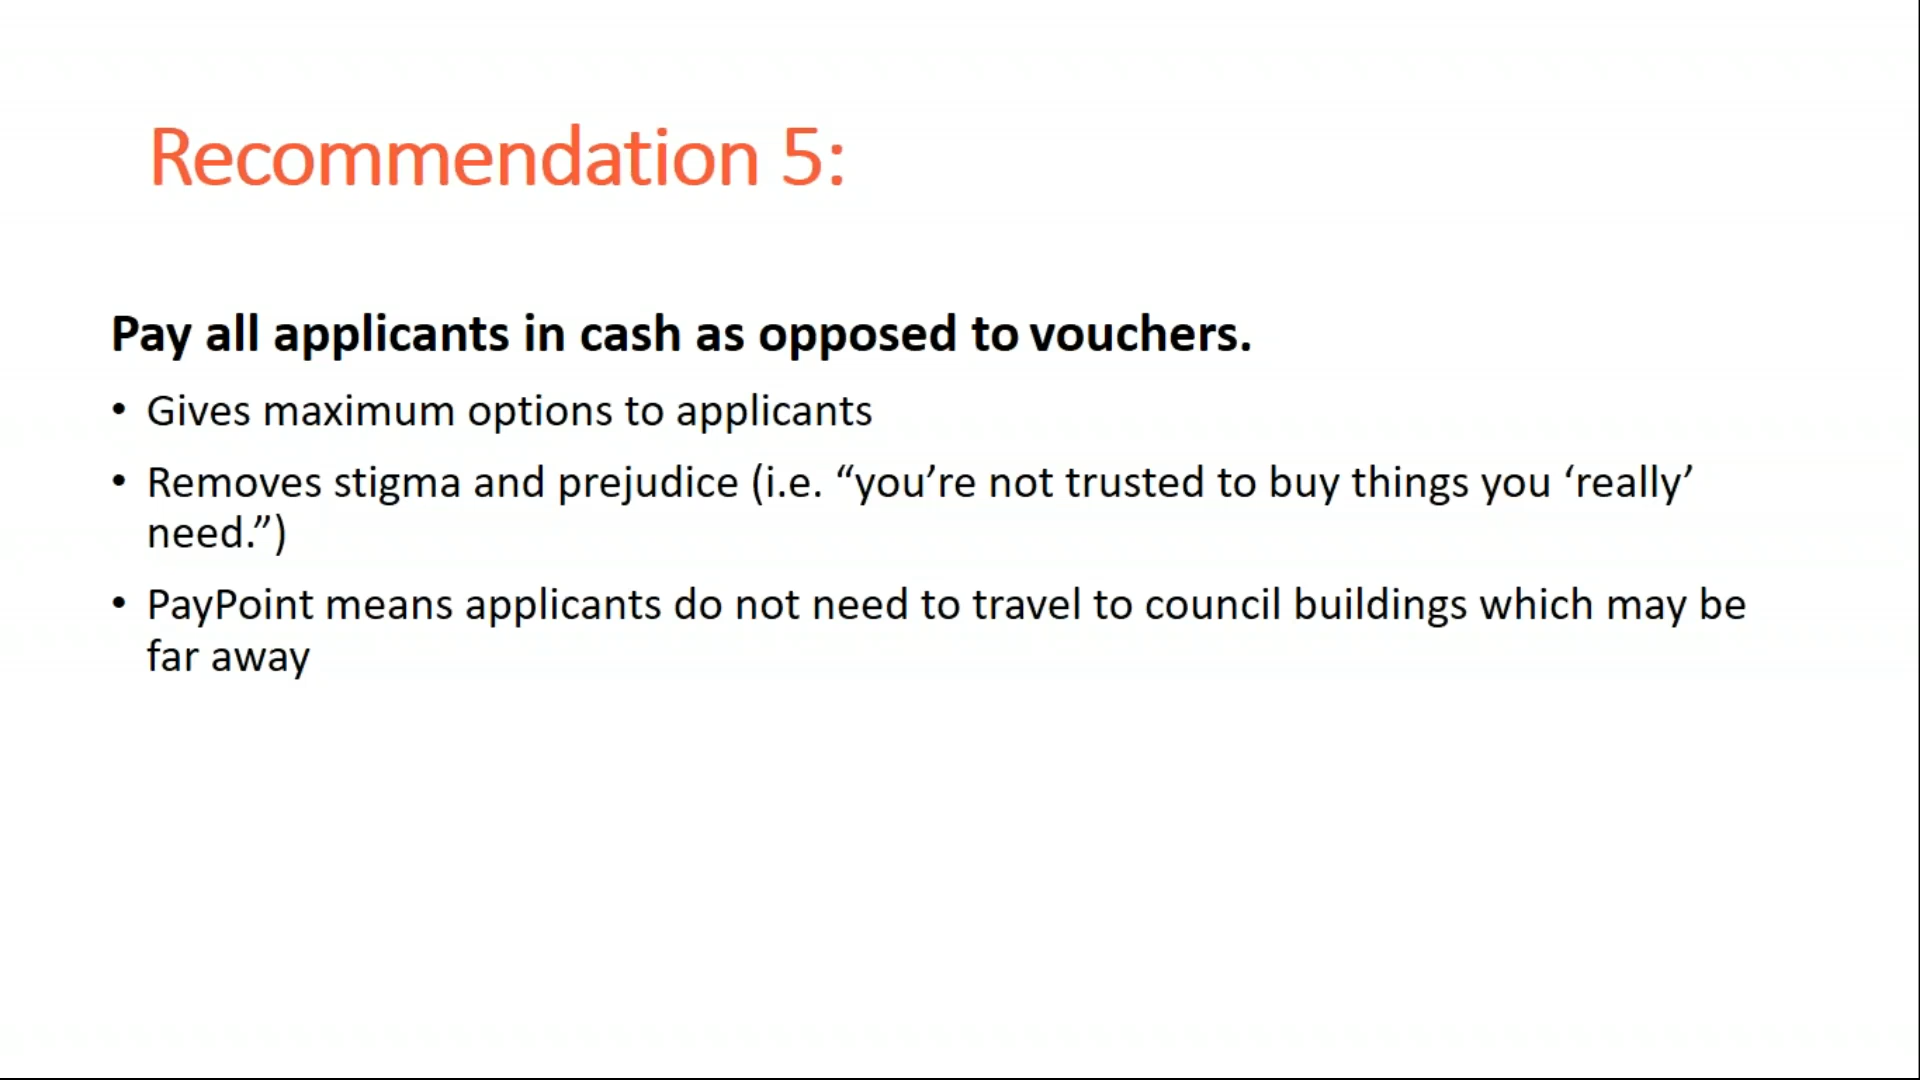 Recommendation 5:
Pay all applicants in cash as opposed to vouchers.
• Gives maximum options to applicants
• Removes stigma and prejudice (i.e. “you’re not trusted to buy things you ‘really’
need.”)
• PayPoint means applicants do not need to travel to council buildings which may be
far away